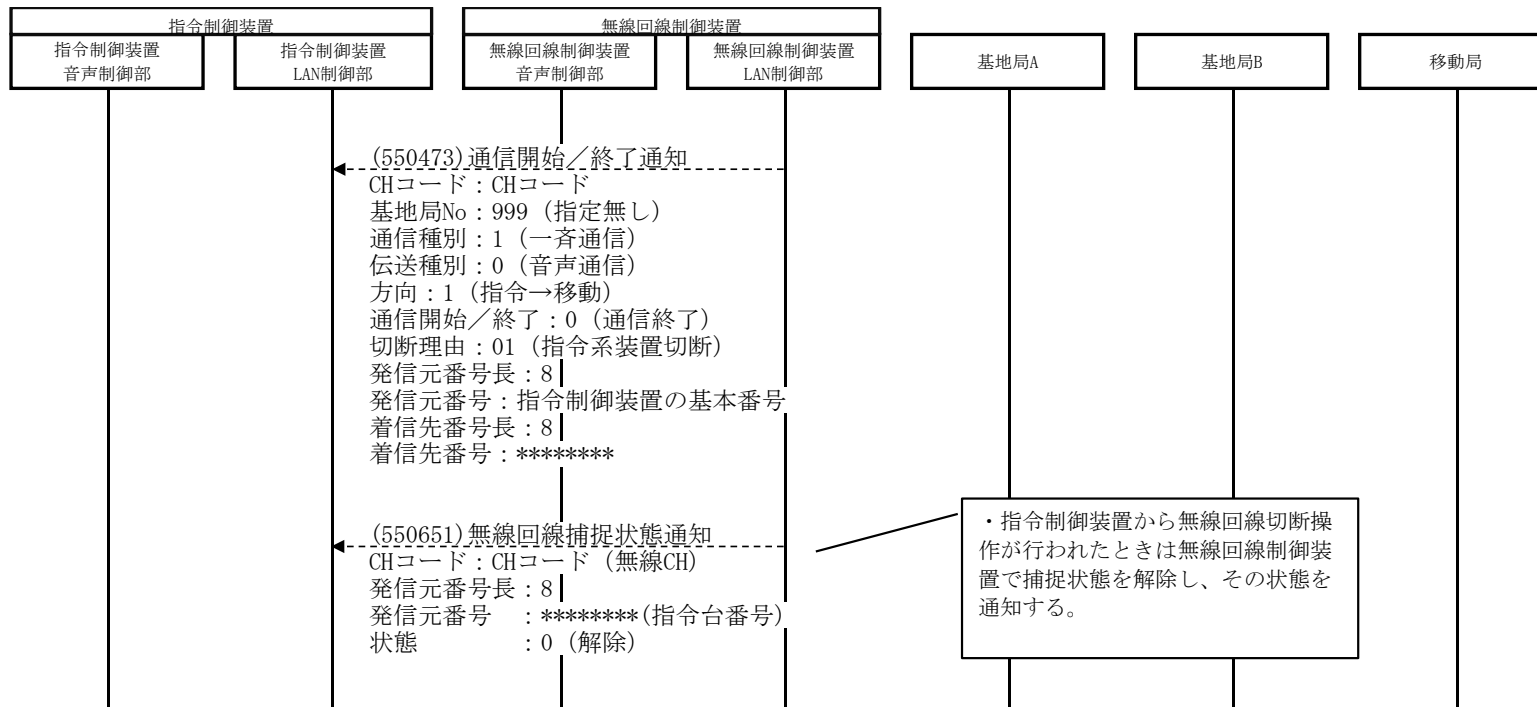 指令制御装置
無線回線制御装置
指令制御装置
音声制御部
指令制御装置
LAN制御部
無線回線制御装置
音声制御部
無線回線制御装置
LAN制御部
基地局A
基地局B
移動局
(550473)通信開始／終了通知
CHコード：CHコード
基地局No：999（指定無し）
通信種別：1（一斉通信）
伝送種別：0（音声通信）
方向：1（指令→移動）
通信開始／終了：0（通信終了）
切断理由：01（指令系装置切断）
発信元番号長：8
発信元番号：指令制御装置の基本番号
着信先番号長：8
着信先番号：********
(550651)無線回線捕捉状態通知
CHコード：CHコード（無線CH）
発信元番号長：8
発信元番号　：********(指令台番号)
状態　　　　：0（解除）
・指令制御装置から無線回線切断操
作が行われたときは無線回線制御装
置で捕捉状態を解除し、その状態を
通知する。